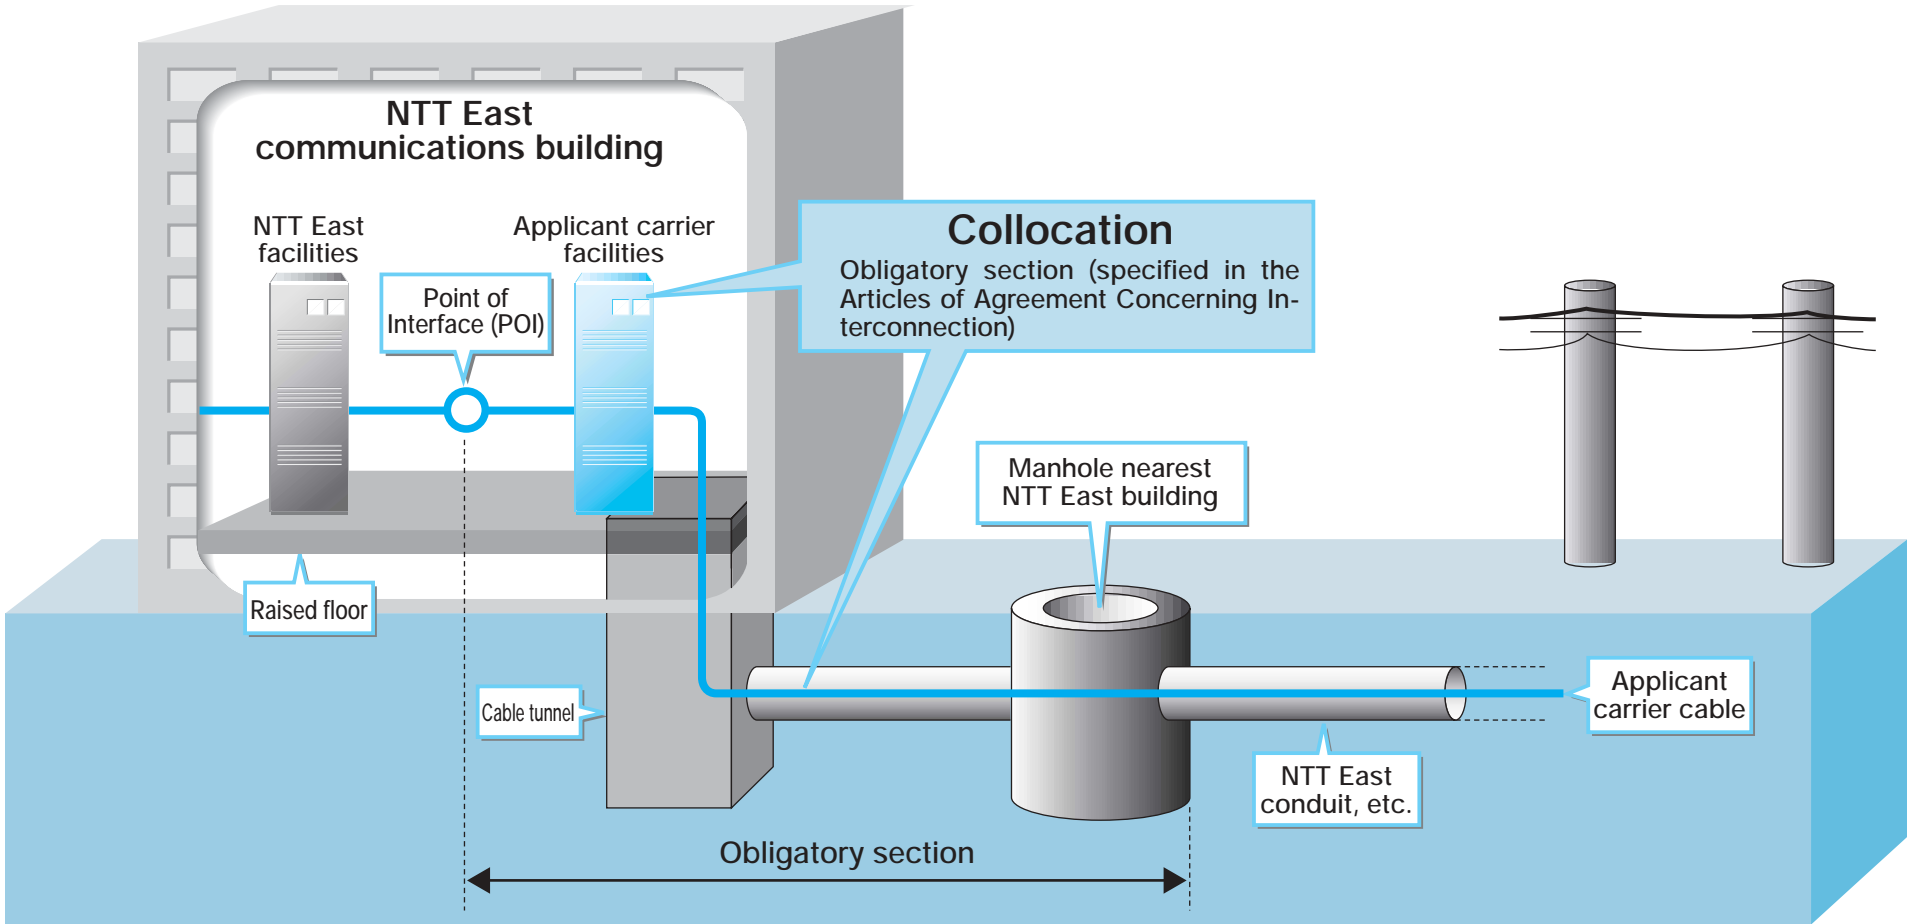 NTT East
communications building
NTT East
facilities
Applicant carrier
facilities
Point of
Interface (POI)
Collocation
Obligatory section (specified in the
Articles of Agreement Concerning In-
terconnection)
Manhole nearest
NTT East building
Raised floor
Cable tunnel
Applicant
carrier cable
NTT East
conduit, etc.
Obligatory section